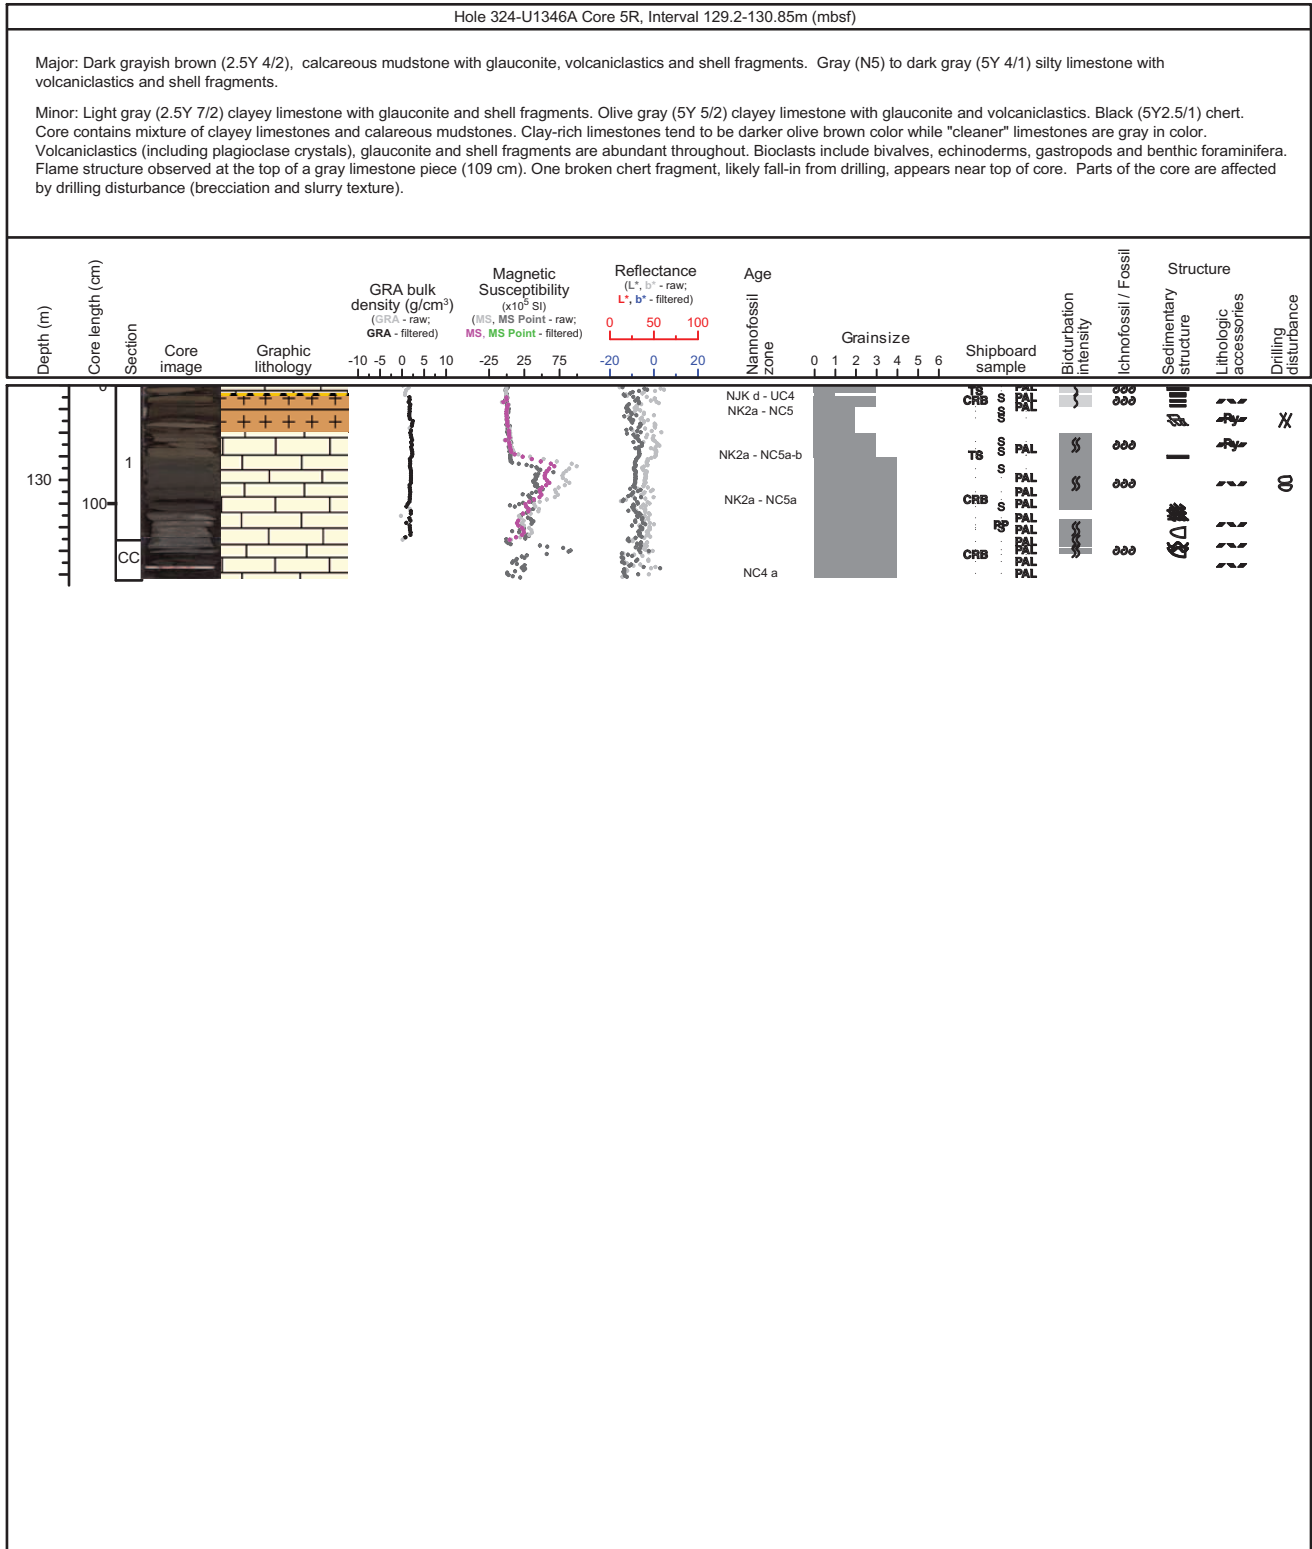 Hole 324-U1346A Core 5R, Interval 129.2-130.85m (mbsf)
Major: Dark grayish brown (2.5Y 4/2), calcareous mudstone with glauconite, volcaniclastics and shell fragments. Gray (N5) to dark gray (5Y 4/1) silty limestone with
volcaniclastics and shell fragments.
Minor: Light gray (2.5Y 7/2) clayey limestone with glauconite and shell fragments. Olive gray (5Y 5/2) clayey limestone with glauconite and volcaniclastics. Black (5Y2.5/1) chert.
Core contains mixture of clayey limestones and calareous mudstones. Clay-rich limestones tend to be darker olive brown color while "cleaner" limestones are gray in color.
Volcaniclastics (including plagioclase crystals), glauconite and shell fragments are abundant throughout. Bioclasts include bivalves, echinoderms, gastropods and benthic foraminifera.
Flame structure observed at the top of a gray limestone piece (109 cm). One broken chert fragment, likely fall-in from drilling, appears near top of core. Parts of the core are affected
by drilling disturbance (brecciation and slurry texture).
Depth (m)
Core length (cm)
Section
Core
image
Graphic
lithology
GRA bulk
density (g/cm³)
(GRA - raw;
GRA - filtered)
-10 -5 0 5 10
Magnetic
Susceptibility
(x10⁵ SI)
(MS, MS Point - raw;
MS, MS Point - filtered)
-25 25 75
Reflectance
(L*, b* - raw;
L*, b* - filtered)
0 50 100
-20 0 20
Age
Nannofossil
zone
Grainsize
0 1 2 3 4 5 6
Shipboard
sample
Bioturbation
intensity
Ichnofossil / Fossil
Structure
Sedimentary
structure
Lithologic
accessories
Drilling
disturbance
130
100
1
CC
NJK d - UC4
NK2a - NC5
NK2a - NC5a-b
NK2a - NC5a
NC4 a
TS PAL
CRB S PAL
S PAL
S
S
S PAL
TS
S
PAL
PAL
CRB
S PAL
PAL
S PAL
PAL
PAL
CRB
PAL
PAL
Py
Py